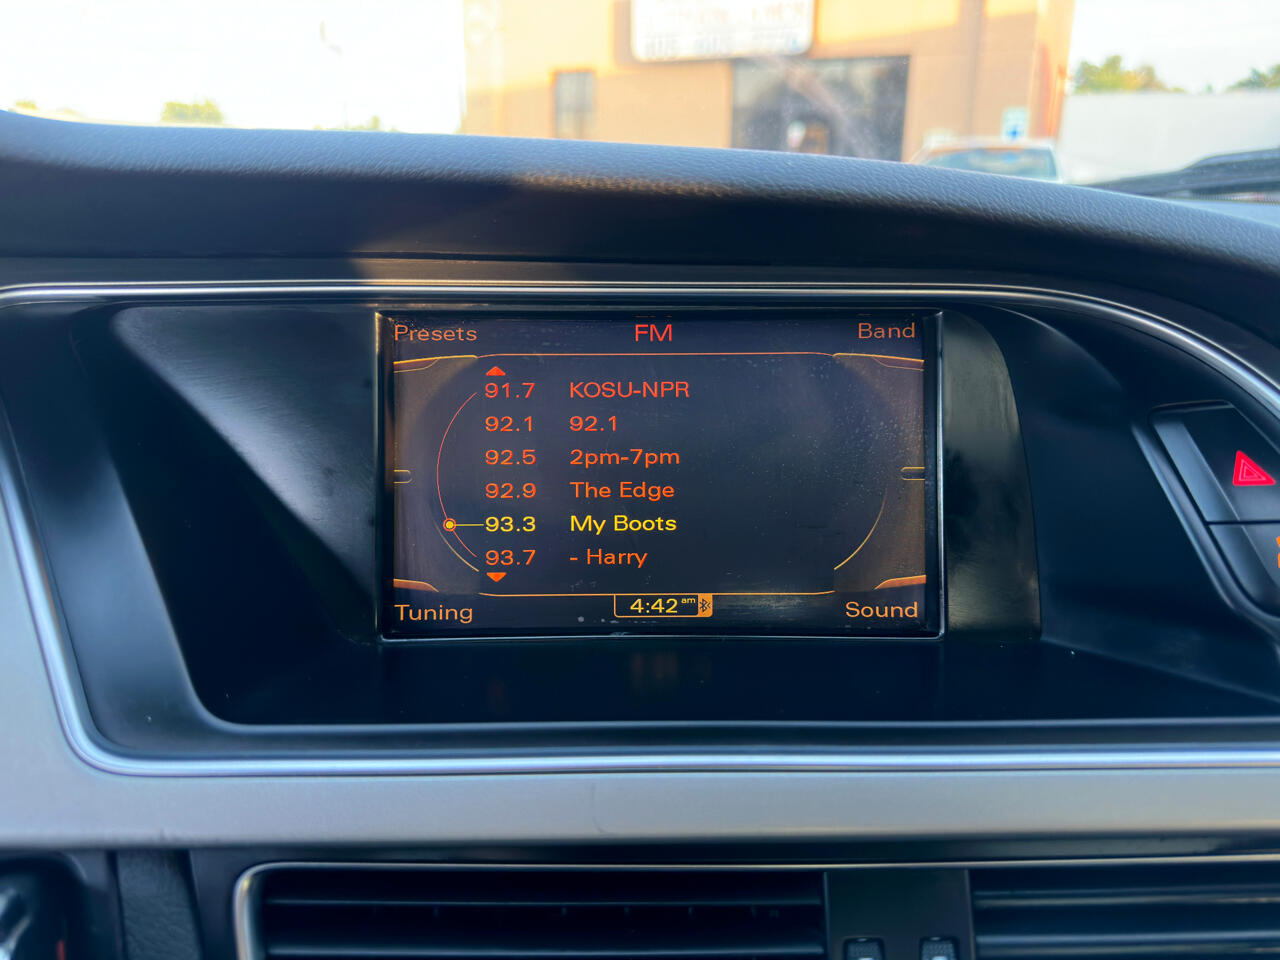 Presets FM Band
91.7 KOSU-NPR
92.1 92.1
92.5 2pm-7pm
92.9 The Edge
93.3 My Boots
93.7 - Harry
Tuning 4:42 am Sound